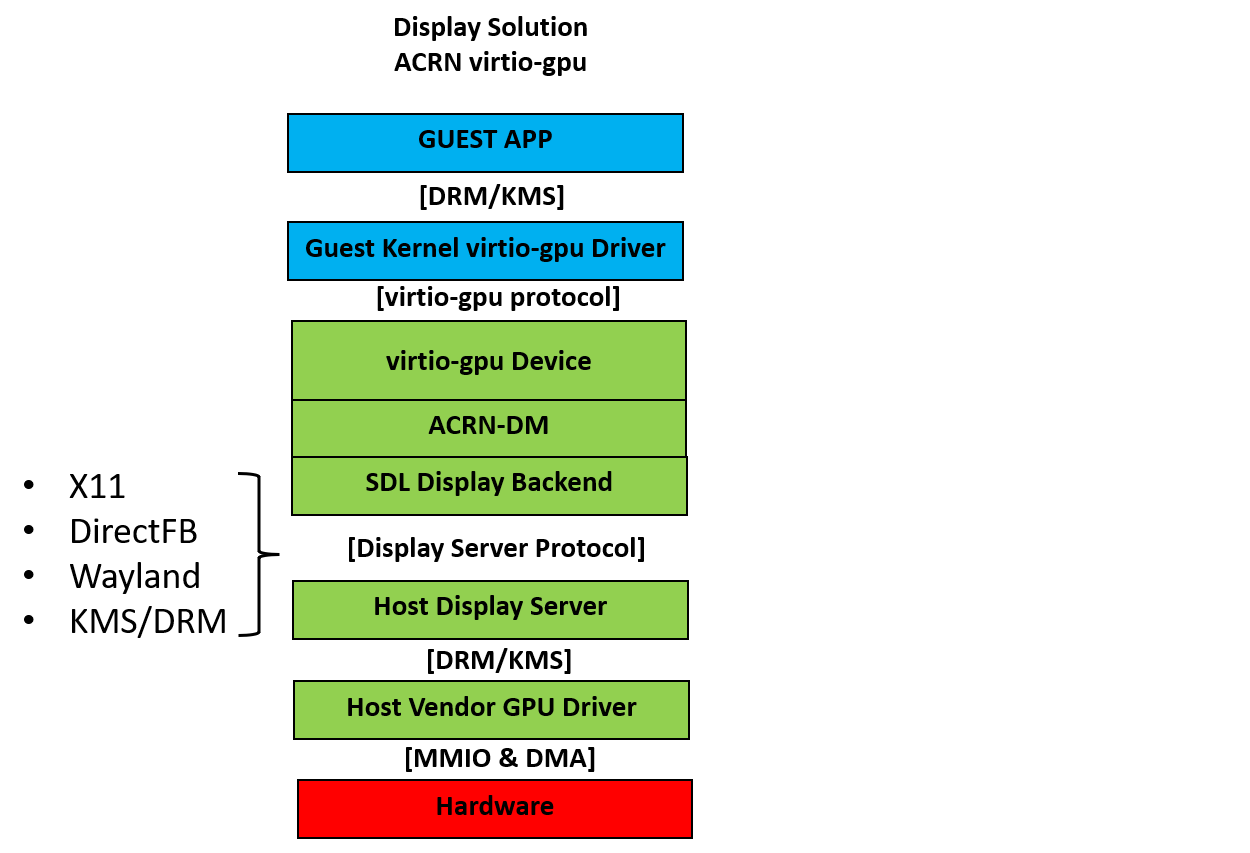 Display Solution
ACRN virtio-gpu
GUEST APP
[DRM/KMS]
Guest Kernel virtio-gpu Driver
[virtio-gpu protocol]
virtio-gpu Device
ACRN-DM
SDL Display Backend
• X11
• DirectFB
• Wayland
• KMS/DRM
[Display Server Protocol]
Host Display Server
[DRM/KMS]
Host Vendor GPU Driver
[MMIO & DMA]
Hardware